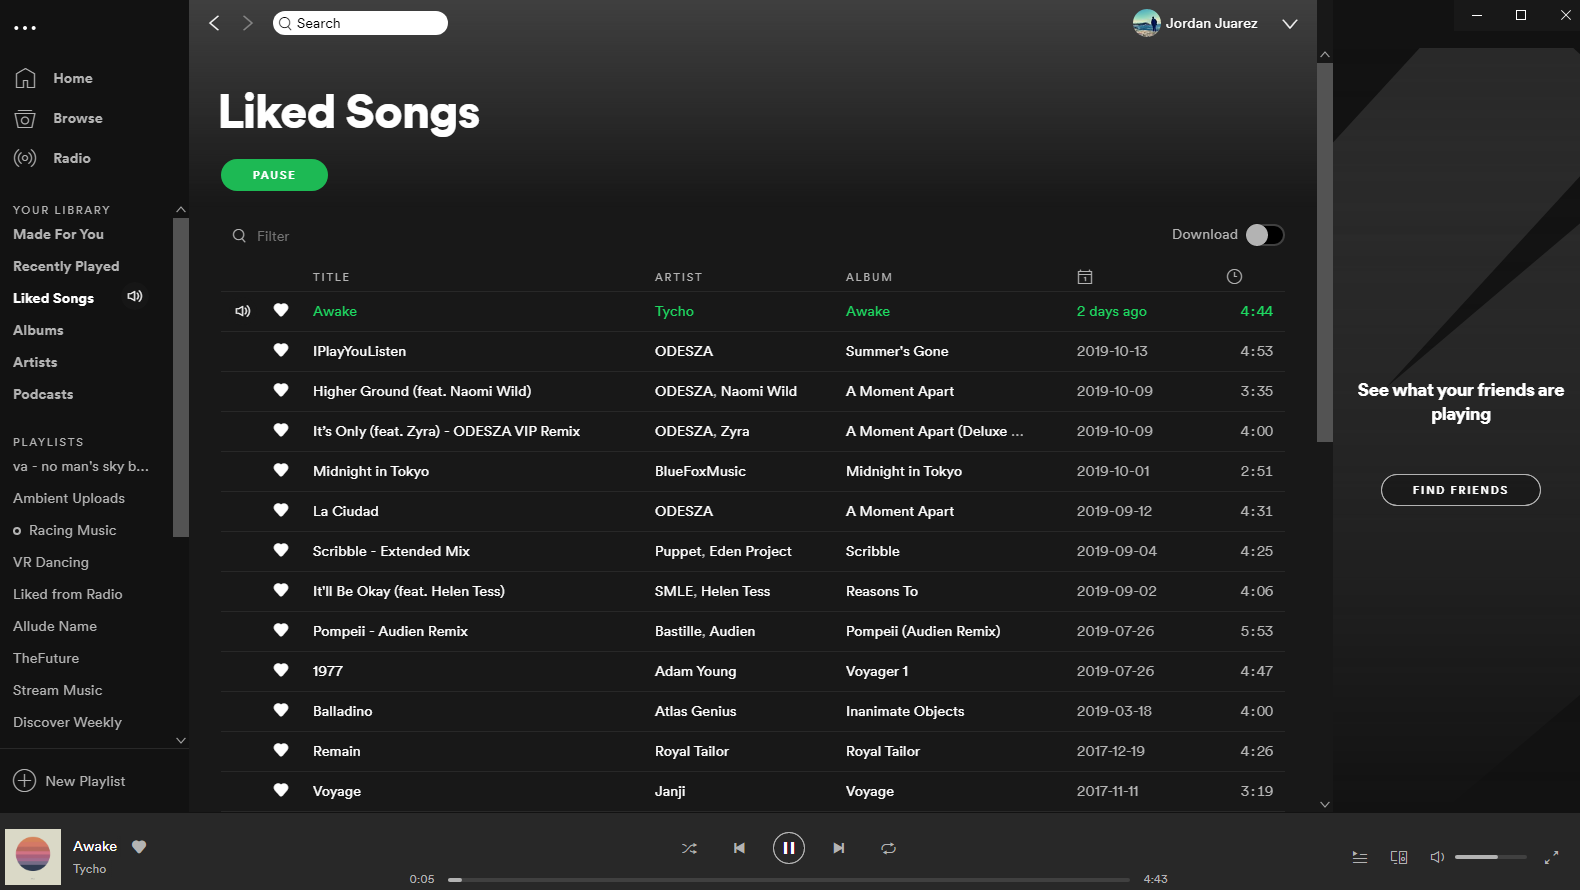 Search
Jordan Juarez
Home
Browse
Radio
YOUR LIBRARY
Made For You
Recently Played
Liked Songs
Albums
Artists
Podcasts
PLAYLISTS
va - no man's sky b...
Ambient Uploads
Racing Music
VR Dancing
Liked from Radio
Allude Name
TheFuture
Stream Music
Discover Weekly
New Playlist
Liked Songs
PAUSE
Filter
Download
TITLE ARTIST ALBUM
Awake Tycho Awake 2 days ago 4:44
IPlayYouListen ODESZA Summer's Gone 2019-10-13 4:53
Higher Ground (feat. Naomi Wild) ODESZA, Naomi Wild A Moment Apart 2019-10-09 3:35
It's Only (feat. Zyra) - ODESZA VIP Remix ODESZA, Zyra A Moment Apart (Deluxe ... 2019-10-09 4:00
Midnight in Tokyo BlueFoxMusic Midnight in Tokyo 2019-10-01 2:51
La Ciudad ODESZA A Moment Apart 2019-09-12 4:31
Scribble - Extended Mix Puppet, Eden Project Scribble 2019-09-04 4:25
It'll Be Okay (feat. Helen Tess) SMLE, Helen Tess Reasons To 2019-09-02 4:06
Pompeii - Audien Remix Bastille, Audien Pompeii (Audien Remix) 2019-07-26 5:53
1977 Adam Young Voyager 1 2019-07-26 4:47
Balladino Atlas Genius Inanimate Objects 2019-03-18 4:00
Remain Royal Tailor Royal Tailor 2017-12-19 4:26
Voyage Janji Voyage 2017-11-11 3:19
See what your friends are
playing
FIND FRIENDS
Awake
Tycho
0:05
4:43